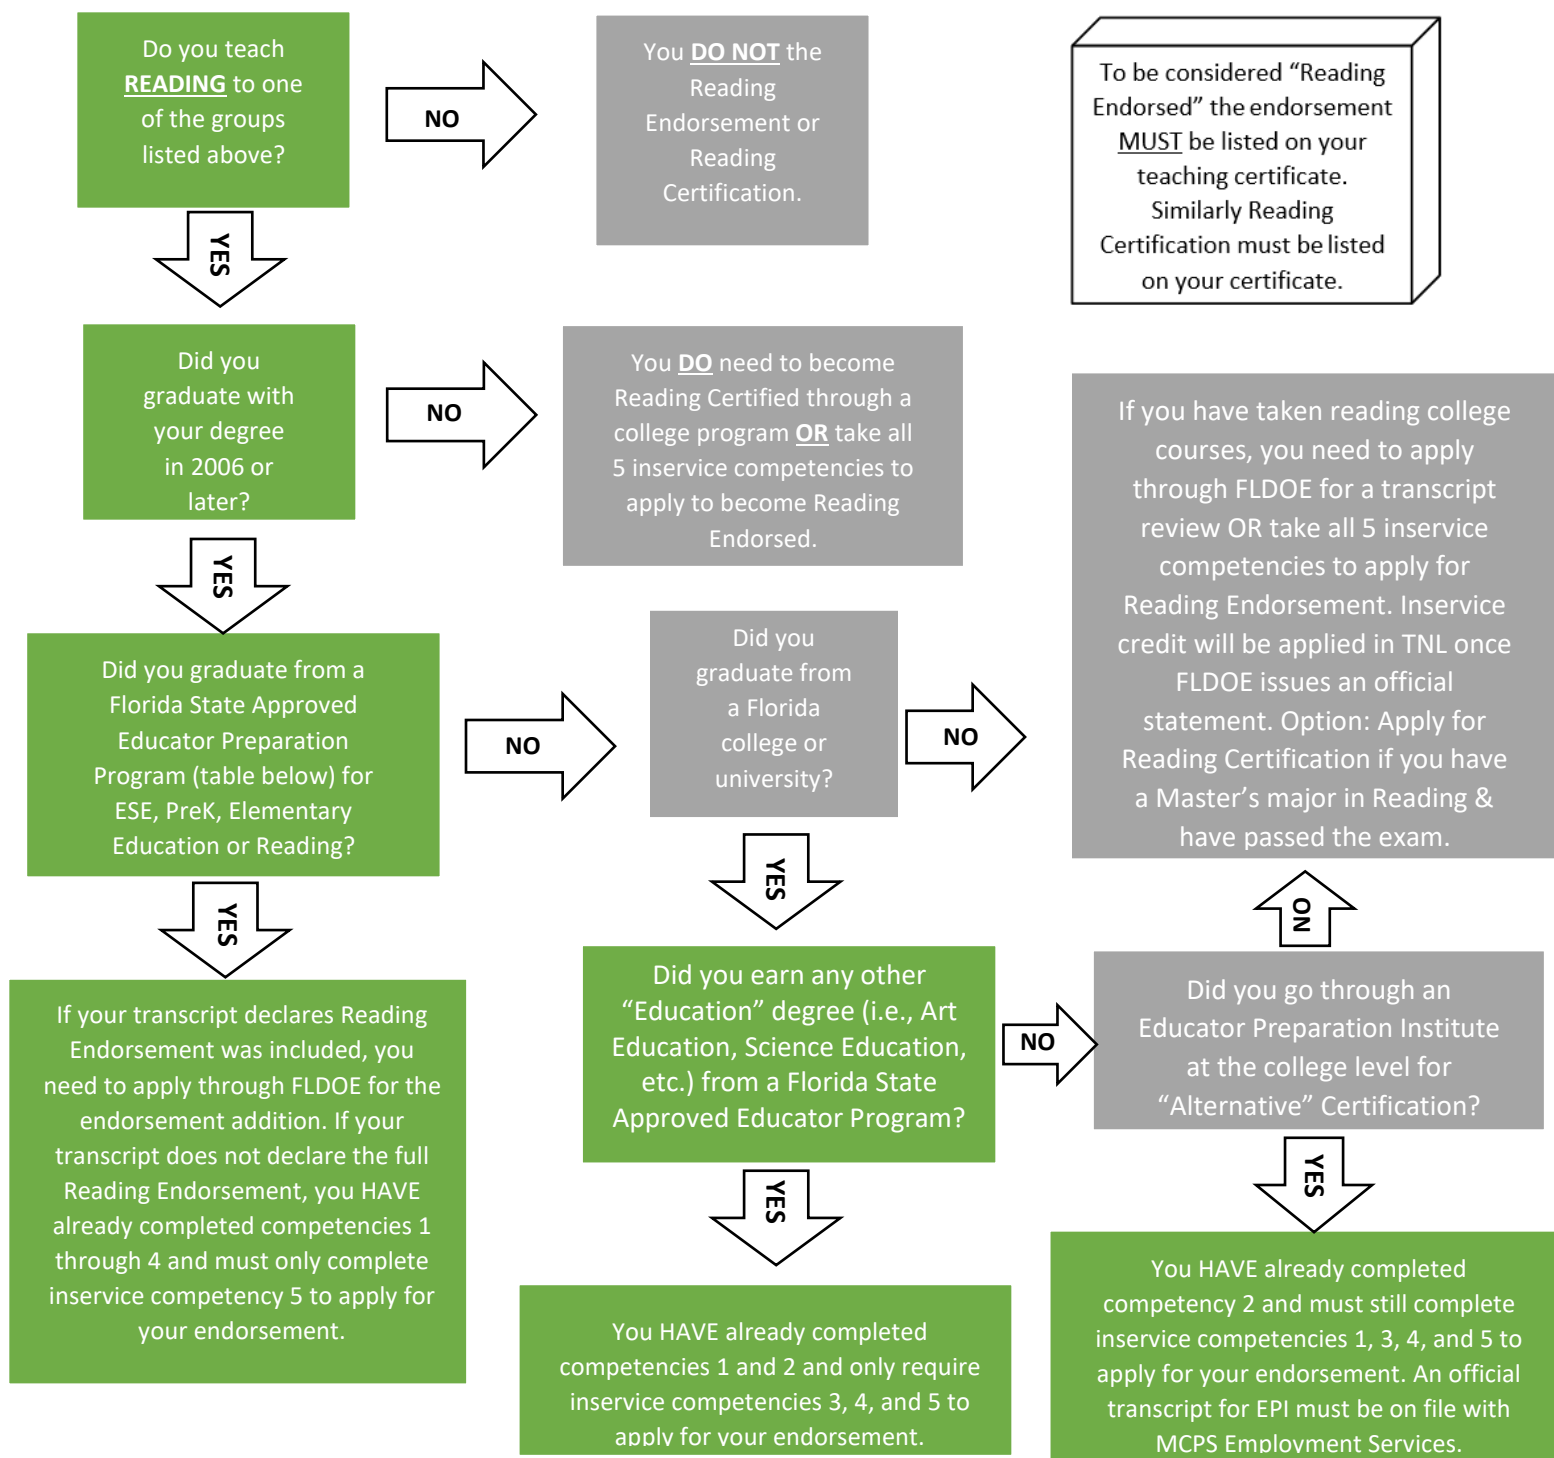 Do you teach
READING to one
of the groups
listed above?
NO
You DO NOT the
Reading
Endorsement or
Reading
Certification.
To be considered “Reading
Endorsed” the endorsement
MUST be listed on your
teaching certificate.
Similarly Reading
Certification must be listed
on your certificate.
YES
Did you
graduate with
your degree
in 2006 or
later?
NO
You DO need to become
Reading Certified through a
college program OR take all
5 inservice competencies to
apply to become Reading
Endorsed.
YES
Did you graduate from a
Florida State Approved
Educator Preparation
Program (table below) for
ESE, PreK, Elementary
Education or Reading?
NO
Did you
graduate from
a Florida
college or
university?
NO
If you have taken reading college
courses, you need to apply
through FLDOE for a transcript
review OR take all 5 inservice
competencies to apply for
Reading Endorsement. Inservice
credit will be applied in TNL once
FLDOE issues an official
statement. Option: Apply for
Reading Certification if you have
a Master’s major in Reading &
have passed the exam.
YES
If your transcript declares Reading
Endorsement was included, you
need to apply through FLDOE for the
endorsement addition. If your
transcript does not declare the full
Reading Endorsement, you HAVE
already completed competencies 1
through 4 and must only complete
inservice competency 5 to apply for
your endorsement.
YES
Did you earn any other
“Education” degree (i.e., Art
Education, Science Education,
etc.) from a Florida State
Approved Educator Program?
NO
Did you go through an
Educator Preparation Institute
at the college level for
“Alternative” Certification?
NO
YES
You HAVE already completed
competencies 1 and 2 and only require
inservice competencies 3, 4, and 5 to
apply for your endorsement.
YES
You HAVE already completed
competency 2 and must still complete
inservice competencies 1, 3, 4, and 5 to
apply for your endorsement. An official
transcript for EPI must be on file with
MCPS Employment Services.